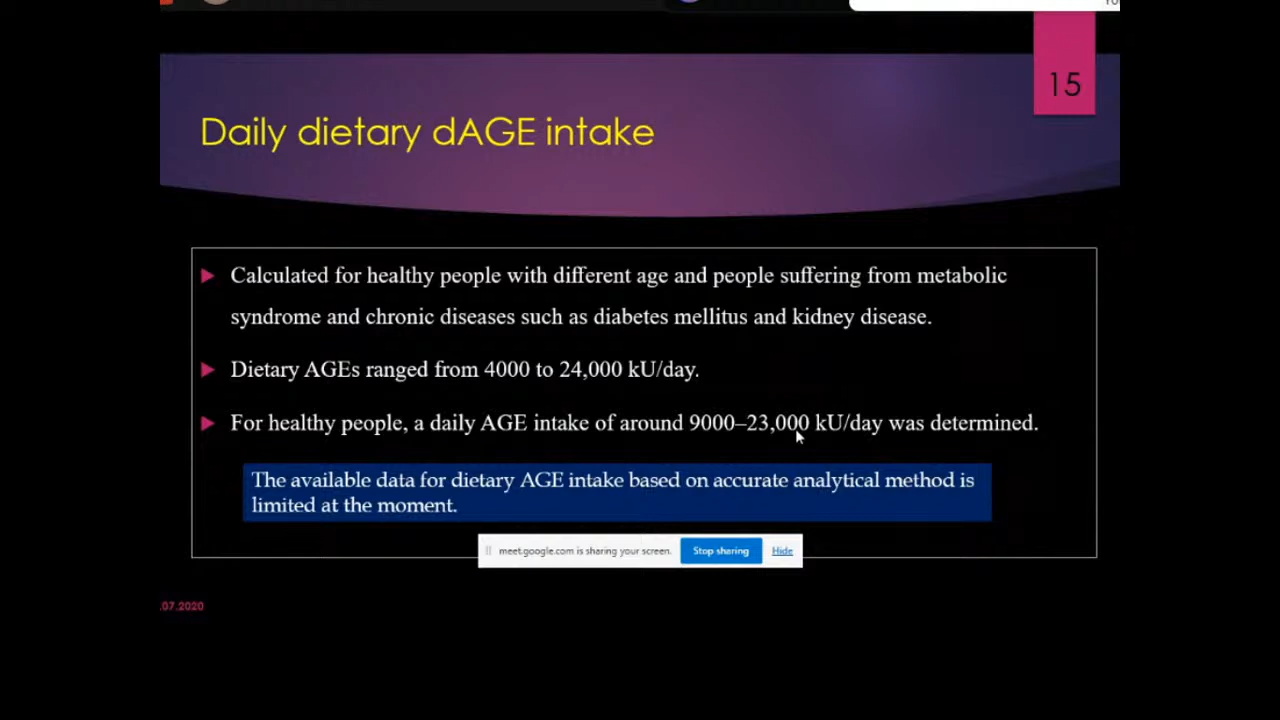 15
Daily dietary dAGE intake
Calculated for healthy people with different age and people suffering from metabolic
syndrome and chronic diseases such as diabetes mellitus and kidney disease.
Dietary AGEs ranged from 4000 to 24,000 kU/day.
For healthy people, a daily AGE intake of around 9000–23,000 kU/day was determined.
The available data for dietary AGE intake based on accurate analytical method is
limited at the moment.
meet.google.com is sharing your screen. Stop sharing Hide
.07.2020